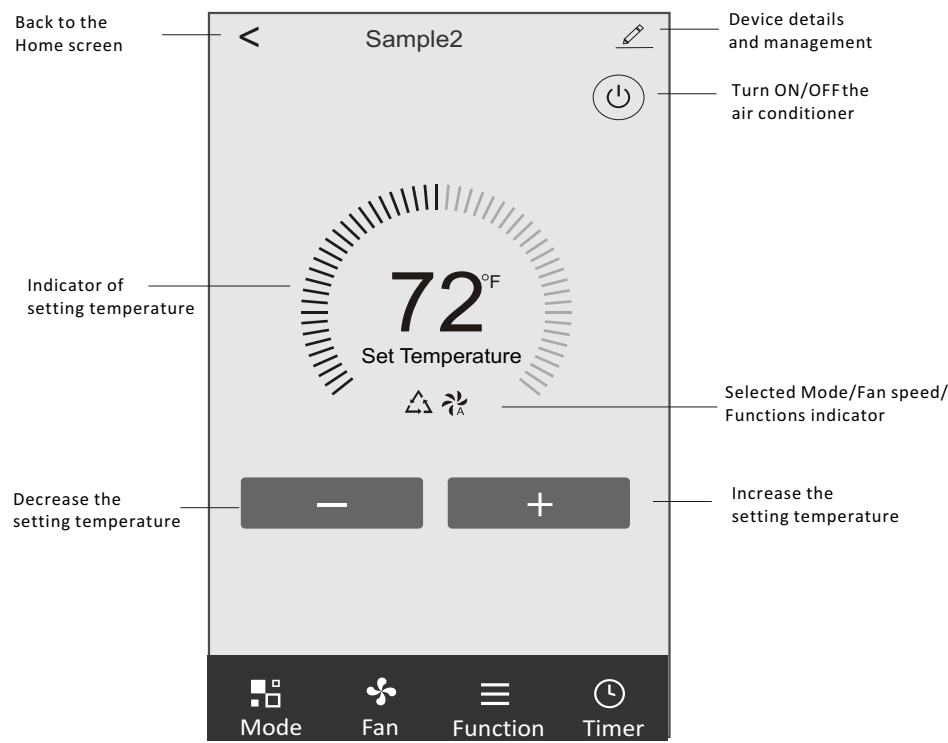 Back to the
Home screen
<
Sample2
Device details
and management
Turn ON/OFFthe
air conditioner
Indicator of
setting temperature
72°F
Set Temperature
A
Selected Mode/Fan speed/
Functions indicator
Decrease the
setting temperature
−
+
Increase the
setting temperature
Mode
Fan
Function
Timer